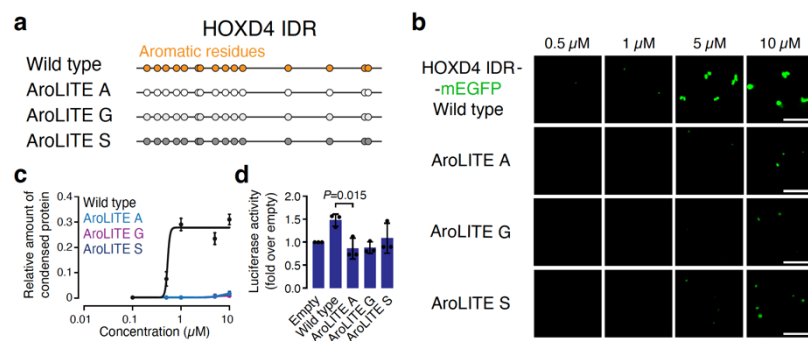 a
HOXD4 IDR
Aromatic residues
Wild type
AroLITE A
AroLITE G
AroLITE S
b
0.5 µM 1 µM 5 µM 10 µM
HOXD4 IDR-
-mEGFP
Wild type
AroLITE A
AroLITE G
AroLITE S
c
Relative amount of
condensed protein
0.3
0.2
0.1
0
Wild type
AroLITE A
AroLITE G
AroLITE S
0.01 0.1 1 10
Concentration (µM)
d
Luciferase activity
(fold over empty)
2.0
1.5
1.0
0.5
0.0
P=0.015
Empty
Wild type
AroLITE A
AroLITE G
AroLITE S